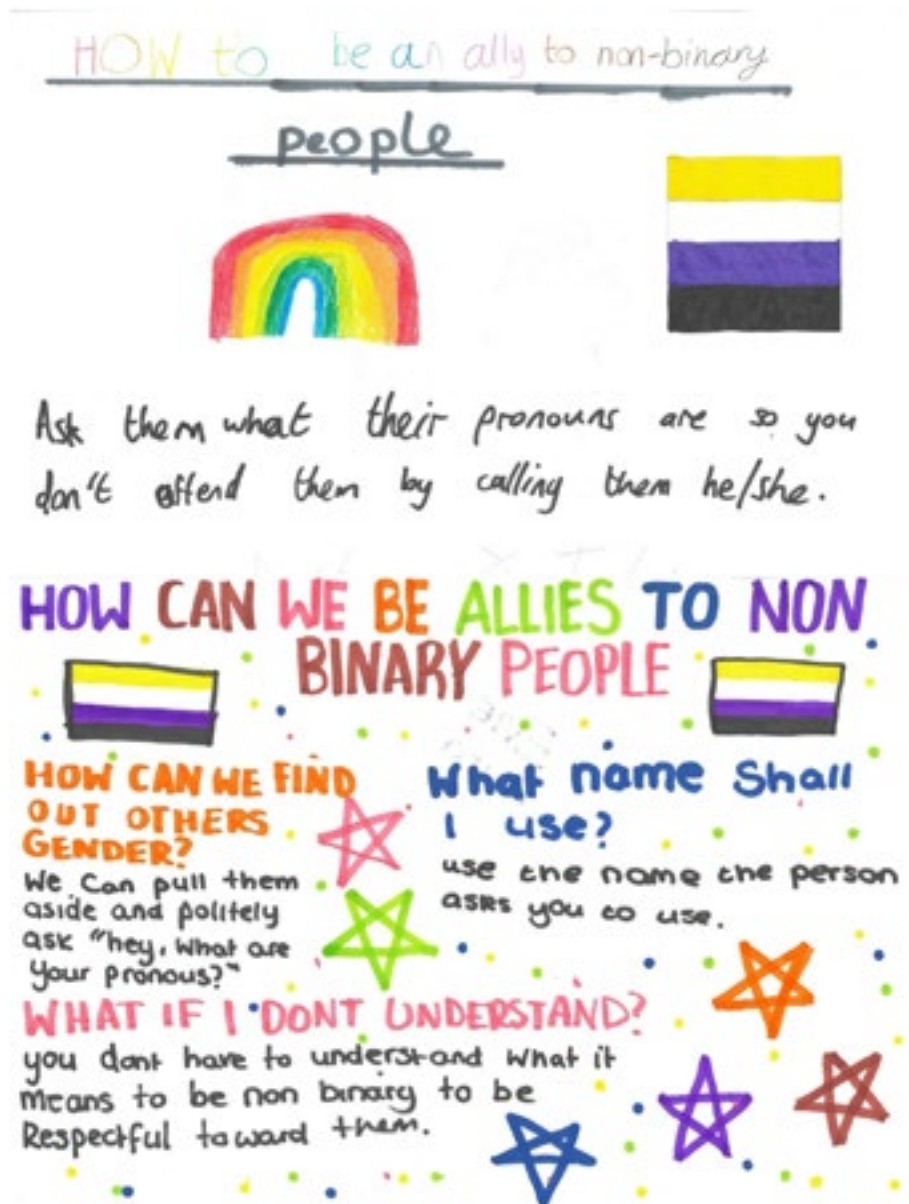 HOW to be an ally to non-binary
people
Ask them what their pronouns are so you
don't offend them by calling them he/she.
HOW CAN WE BE ALLIES TO NON
BINARY PEOPLE
HOW CAN WE FIND
OUT OTHERS
GENDER?
We can pull them
aside and politely
ask "hey, what are
your pronous?"
What name Shall
I use?
use the name the person
asks you to use.
WHAT IF I DONT UNDERSTAND?
you dont have to understand what it
means to be non binary to be
Respectful toward them.